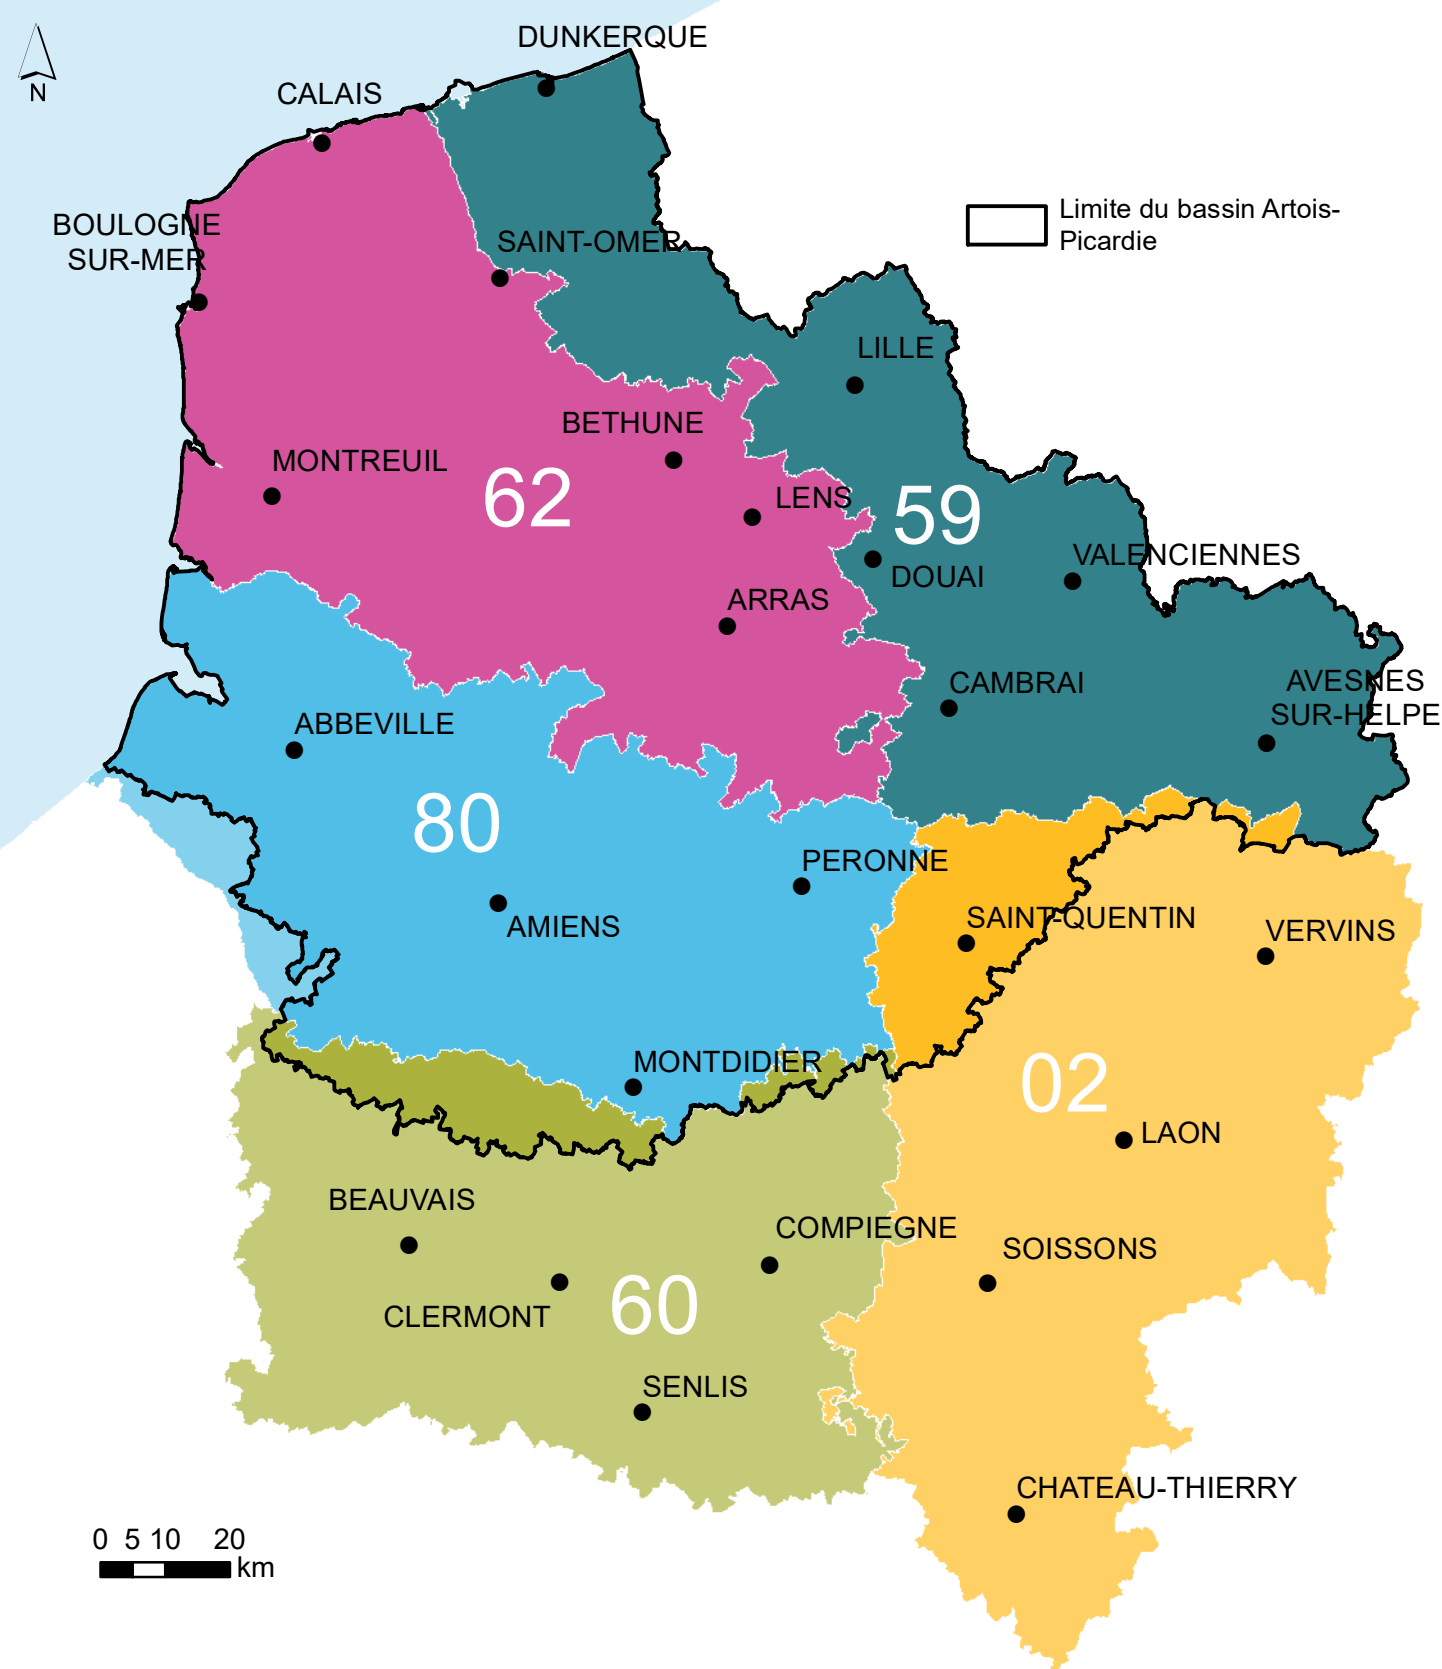 DUNKERQUE
CALAIS
N
BOULOGNE
SUR-MER
SAINT-OMER
Limite du bassin Artois-
Picardie
LILLE
BETHUNE
MONTREUIL
62
LENS
59
VALENCIENNES
DOUAI
ARRAS
CAMBRAI
AVESNES
SUR-HELPE
ABBEVILLE
80
PERONNE
AMIENS
SAINT-QUENTIN
VERVINS
MONTDIDIER
02
LAON
BEAUVAIS
COMPIEGNE
SOISSONS
60
CLERMONT
SENLIS
CHATEAU-THIERRY
0 5 10 20
km